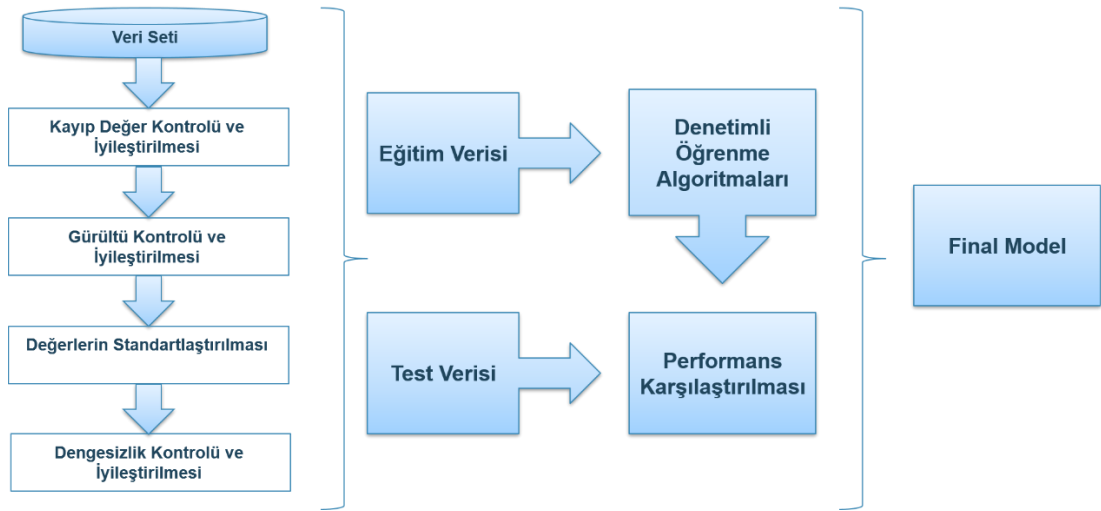 Veri Seti
Kayıp Değer Kontrolü ve
İyileştirilmesi
Gürültü Kontrolü ve
İyileştirilmesi
Değerlerin Standartlaştırılması
Dengesizlik Kontrolü ve
İyileştirilmesi
Eğitim Verisi
Test Verisi
Denetimli
Öğrenme
Algoritmaları
Performans
Karşılaştırılması
Final Model